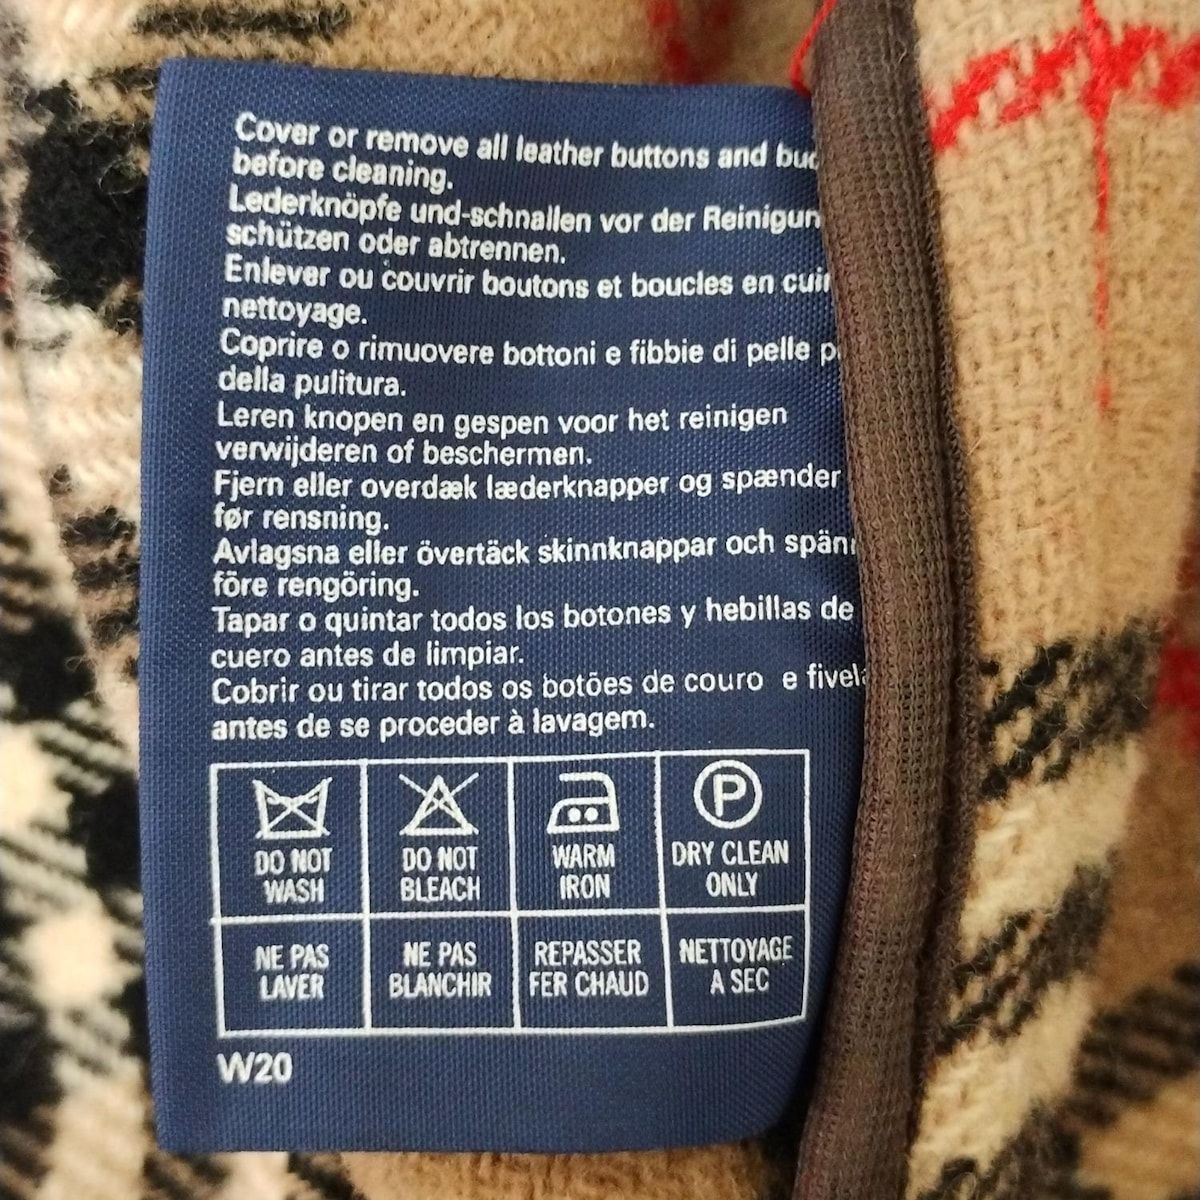 Cover or remove all leather buttons and
before cleaning.
Lederknöpfe und-schnallen vor der
schützen oder abtrennen.
Enlever ou couvrir boutons et boucles en
nettoyage.
Coprire o rimuovere bottoni e fibbie di pelle
della pulitura.
Leren knopen en gespen voor het reinigen
verwijderen of beschermen.
Fjern eller overdæk læderknapper og spænder
før rensning.
Avlagsna eller övertäck skinnknappar och
före rengöring.
Tapar o quintar todos los botones y hebillas de
cuero antes de limpiar.
Cobrir ou tirar todos os botões de couro e
antes de se proceder à lavagem.
P
DO NOT WASH
DO NOT BLEACH
WARM IRON
DRY CLEAN ONLY
NE PAS LAVER
NE PAS BLANCHIR
REPASSER FER CHAUD
NETTOYAGE A SEC
W20